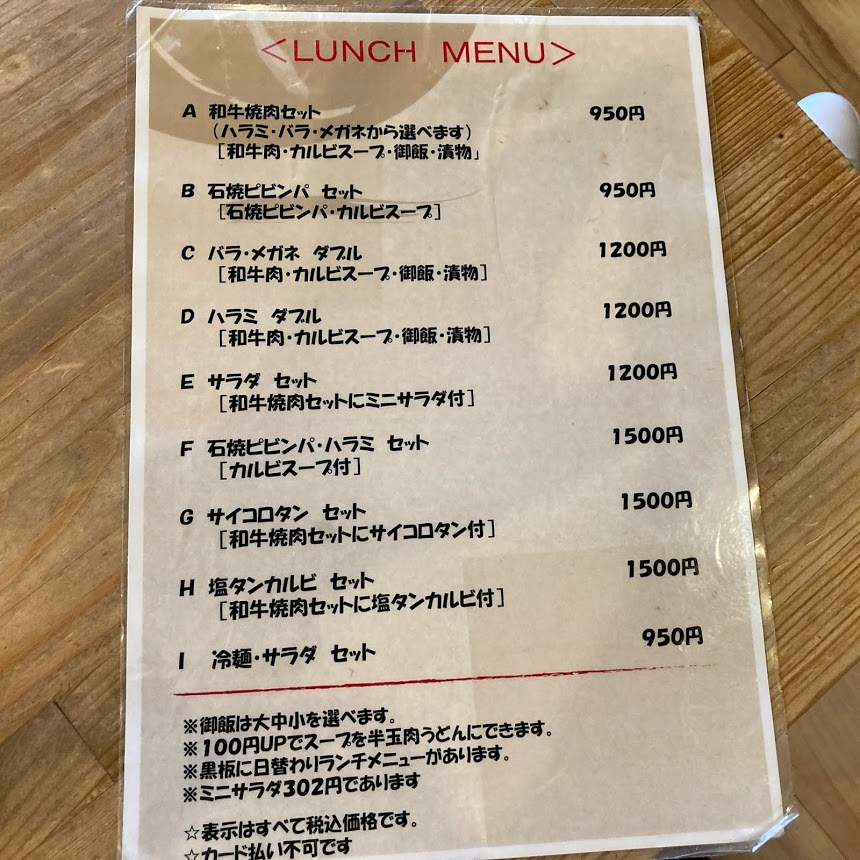 <LUNCH MENU>
A 和牛焼肉セット 950円
(ハラミ・バラ・メガネから選べます)
[和牛肉・カルビスープ・御飯・漬物」
B 石焼ピビンパ セット 950円
[石焼ピビンパ・カルビスープ]
C バラ・メガネ ダブル 1200円
[和牛肉・カルビスープ・御飯・漬物]
D ハラミ ダブル 1200円
[和牛肉・カルビスープ・御飯・漬物]
E サラダ セット 1200円
[和牛焼肉セットにミニサラダ付]
F 石焼ピビンパ・ハラミ セット 1500円
[カルビスープ付]
G サイコロタン セット 1500円
[和牛焼肉セットにサイコロタン付]
H 塩タンカルビ セット 1500円
[和牛焼肉セットに塩タンカルビ付]
I 冷麺・サラダ セット 950円
※御飯は大中小を選べます。
※100円UPでスープを半玉肉うどんにできます。
※黒板に日替わりランチメニューがあります。
※ミニサラダ302円であります
☆表示はすべて税込価格です。
☆カード払い不可です